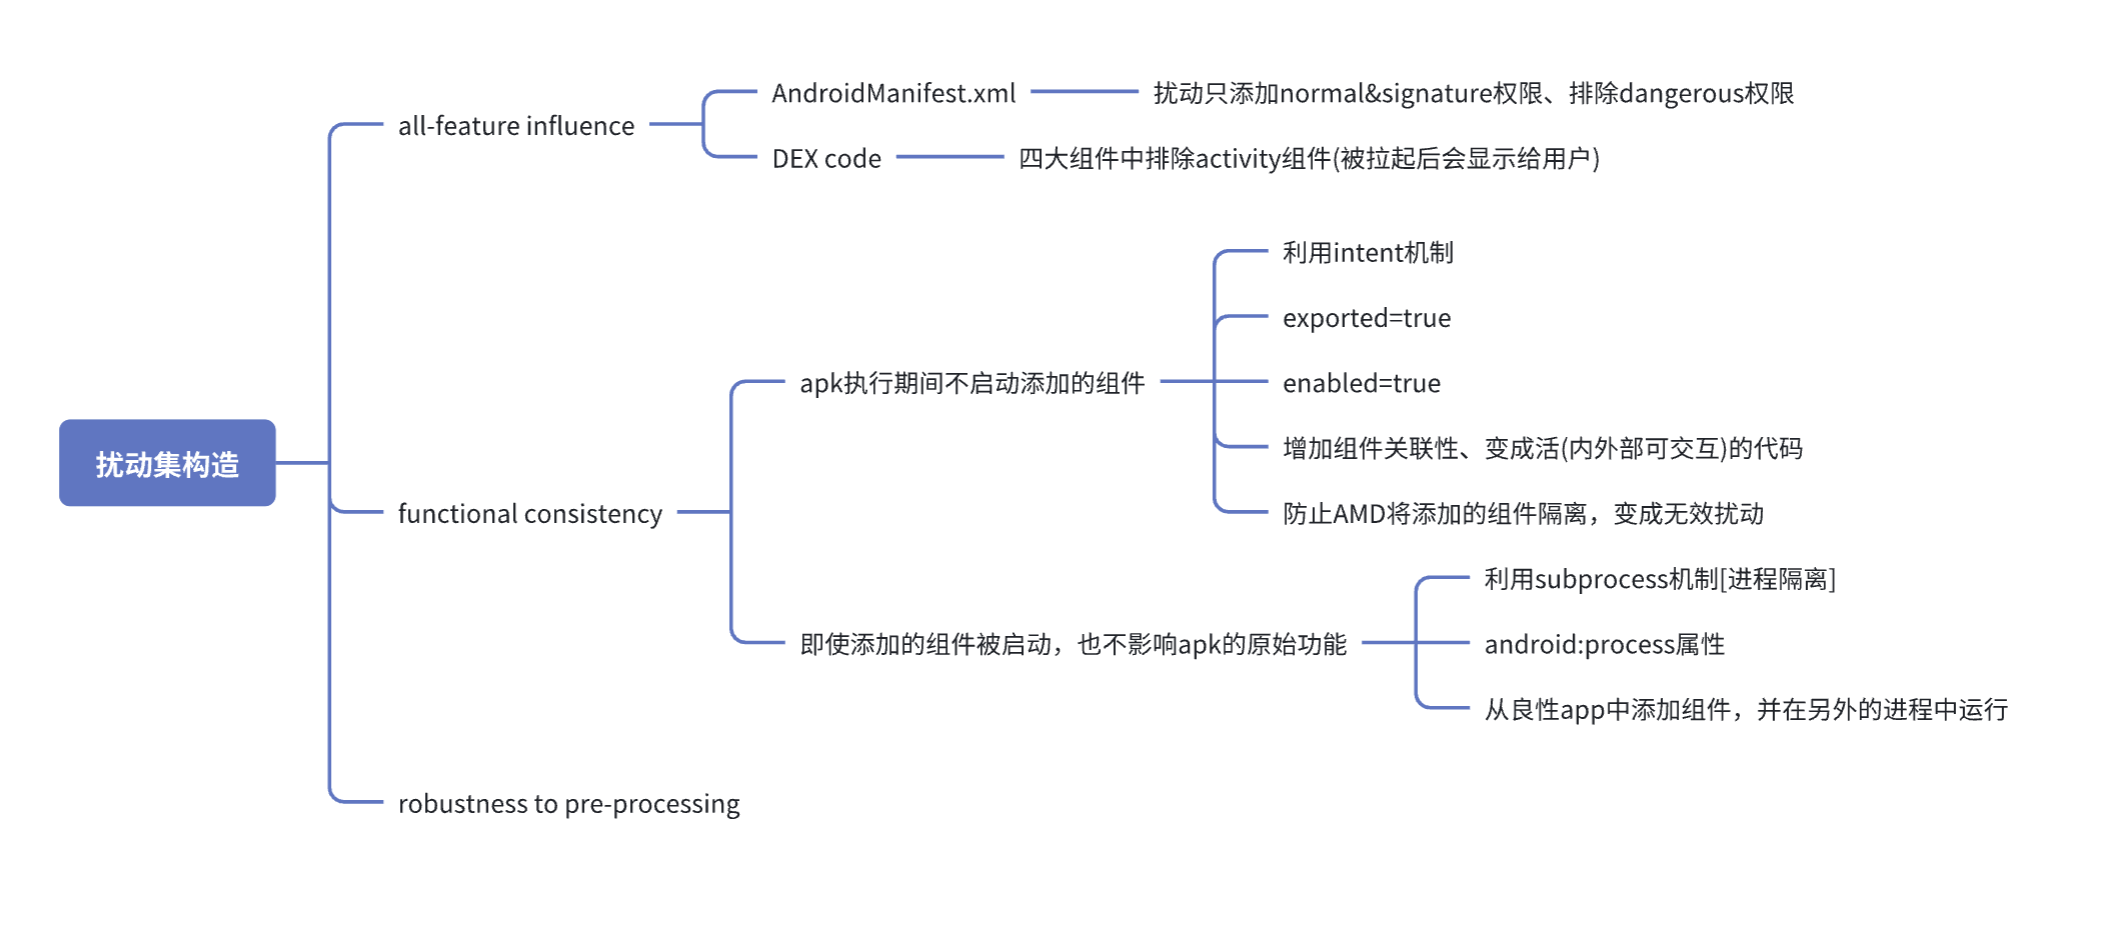 扰动集构造
all-feature influence
AndroidManifest.xml
扰动只添加normal&signature权限、排除dangerous权限
DEX code
四大组件中排除activity组件(被拉起后会显示给用户)
functional consistency
apk执行期间不启动添加的组件
利用intent机制
exported=true
enabled=true
增加组件关联性、变成活(内外部可交互)的代码
防止AMD将添加的组件隔离，变成无效扰动
即使添加的组件被启动，也不影响apk的原始功能
利用subprocess机制[进程隔离]
android:process属性
从良性app中添加组件，并在另外的进程中运行
robustness to pre-processing